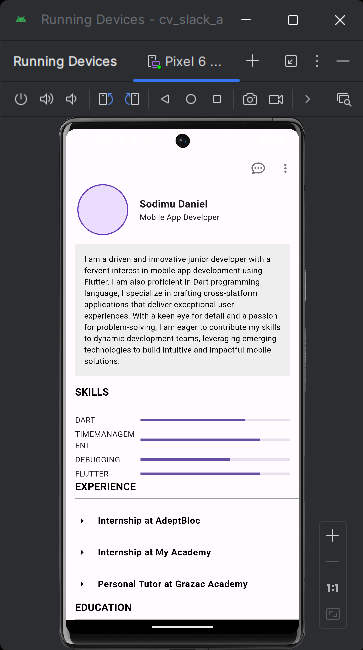 Running Devices - cv_slack_a
Running Devices
Pixel 6 ...
Sodimu Daniel
Mobile App Developer
I am a driven and innovative junior developer with a
fervent interest in mobile app development using
Flutter. I am also proficient in Dart programming
language, I specialize in crafting cross-platform
applications that deliver exceptional user
experiences. With a keen eye for detail and a passion
for problem-solving, I am eager to contribute my skills
to dynamic development teams, leveraging emerging
technologies to build intuitive and impactful mobile
solutions.
SKILLS
DART
TIMEMANAGEM
ENT
DEBUGGING
FLUTTER
EXPERIENCE
Internship at AdeptBloc
Internship at My Academy
Personal Tutor at Grazac Academy
EDUCATION
1:1